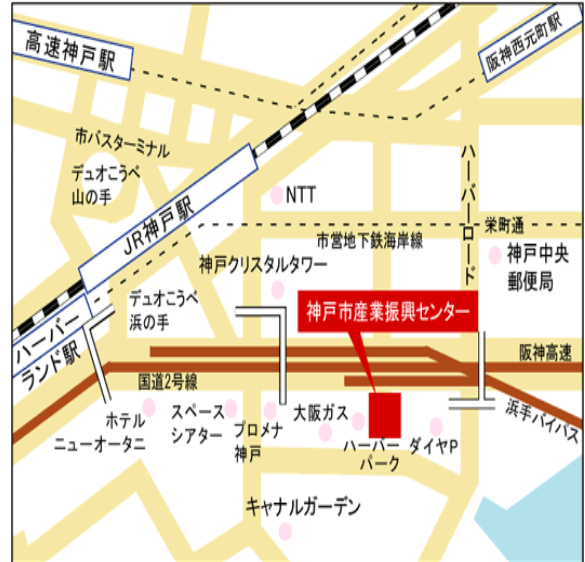 高速神戸駅
阪神西元町駅
市バスターミナル
デュオこうべ
山の手
JR神戸駅
NTT
ハーバーロード
栄町通
市営地下鉄海岸線
神戸中央
郵便局
神戸クリスタルタワー
デュオこうべ
浜の手
神戸市産業振興センター
ハーバー
ランド駅
阪神高速
国道2号線
浜手バイパス
ホテル
ニューオータニ
スペース
シアター
プロメナ
神戸
大阪ガス
ハーバー
パーク
ダイヤP
キャナルガーデン